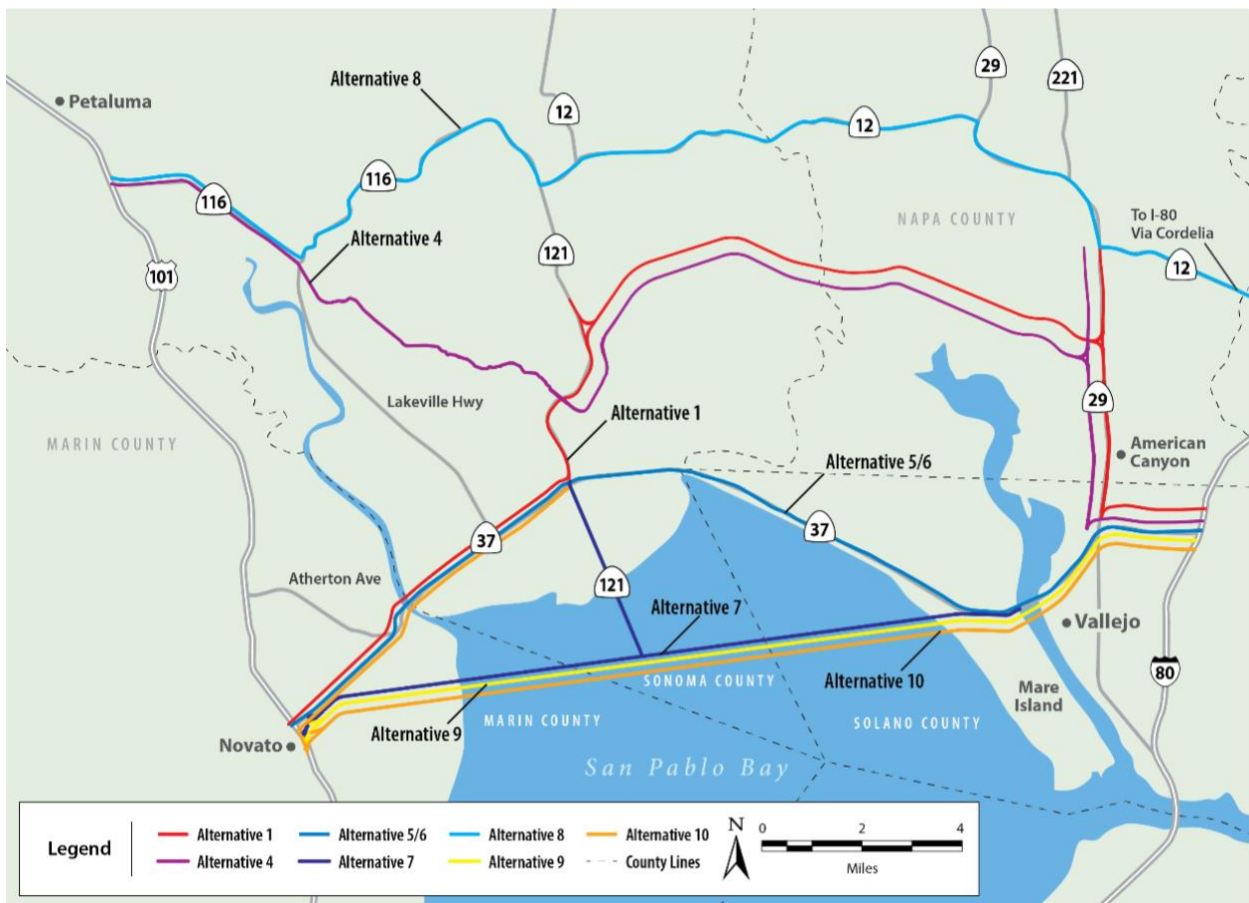 29
221
Alternative 8
Petaluma
12
12
116
116
NAPA COUNTY
To I-80
Via Cordelia
Alternative 4
121
12
101
Lakeville Hwy
29
Alternative 1
American
Canyon
MARIN COUNTY
Alternative 5/6
37
37
Atherton Ave
121
Alternative 7
Vallejo
80
SONOMA COUNTY
Alternative 10
Mare
Island
MARIN COUNTY
SOLANO COUNTY
Alternative 9
Novato
San Pablo Bay
Legend
Alternative 1
Alternative 5/6
Alternative 8
Alternative 10
Alternative 4
Alternative 7
Alternative 9
County Lines
N
0 2 4
Miles